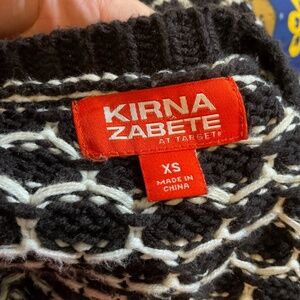 KIRNA
ZABETE
AT TARGET®
XS
MADE IN
CHINA